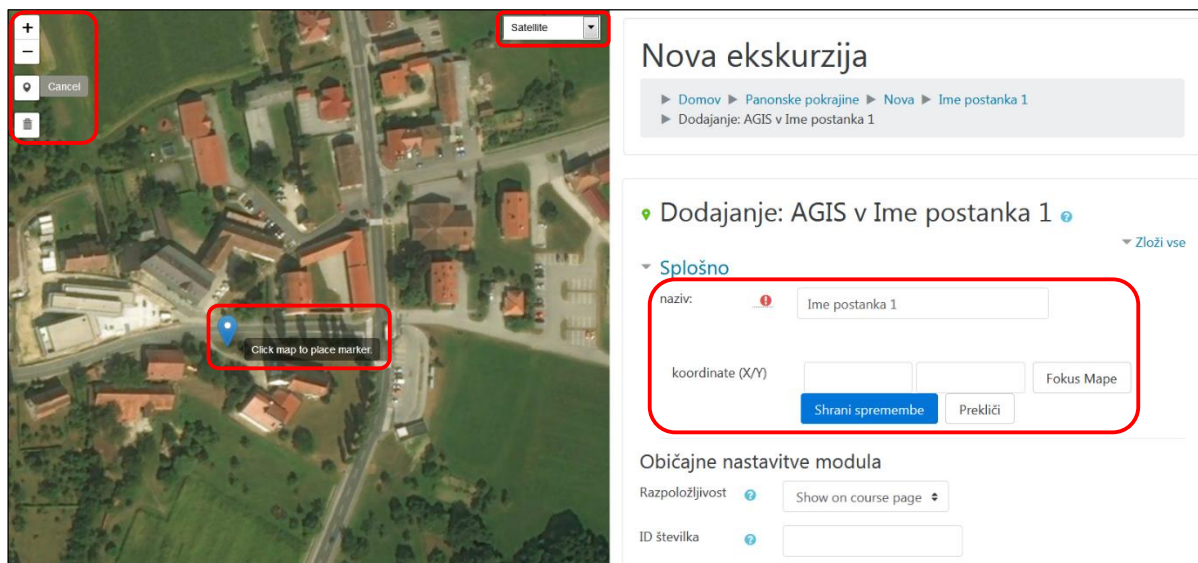 +
−
Cancel
Satellite
Click map to place marker.
Nova ekskurzija
Domov Panonske pokrajine Nova Ime postanka 1
Dodajanje: AGIS v Ime postanka 1
Dodajanje: AGIS v Ime postanka 1 ?
Zloži vse
Splošno
naziv: ! Ime postanka 1
koordinate (X/Y) Fokus Mape
Shrani spremembe Prekliči
Običajne nastavitve modula
Razpoložljivost ? Show on course page
ID številka ?